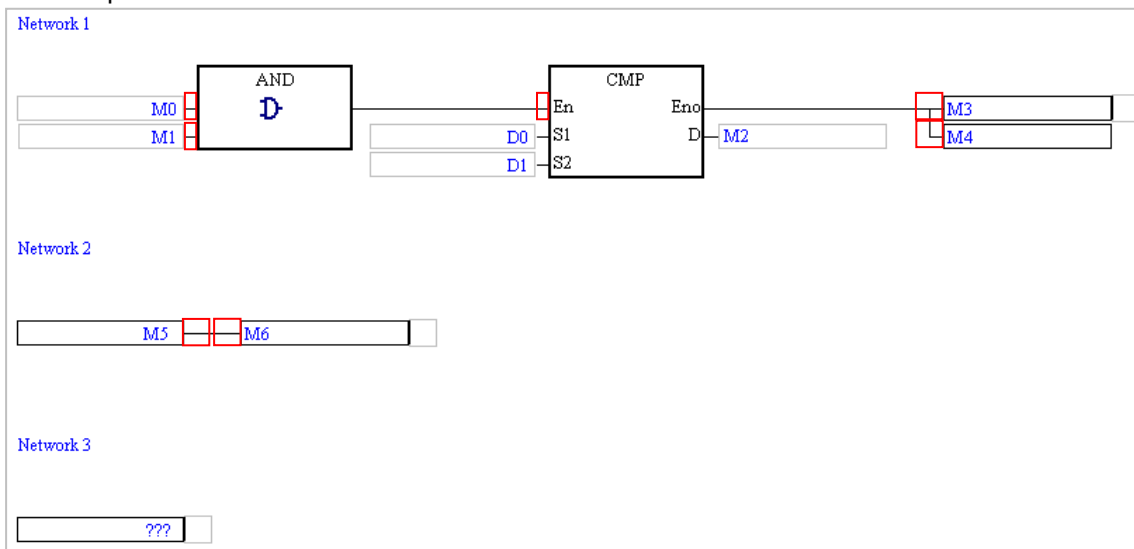 Network 1
AND CMP
M0 En Eno M3
M1 D0 S1 D M2 M4
D1 S2
Network 2
M5 M6
Network 3
???